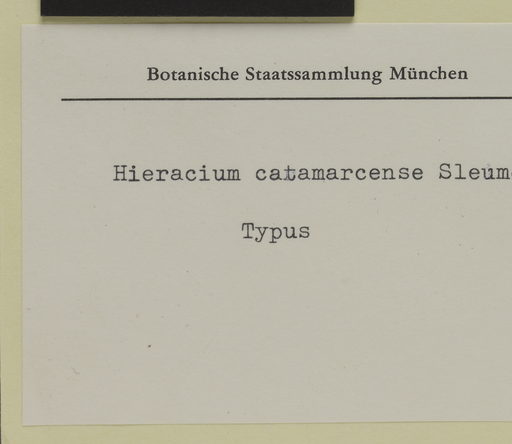 Botanische Staatssammlung München
Hieracium catamarcense Sleum
Typus